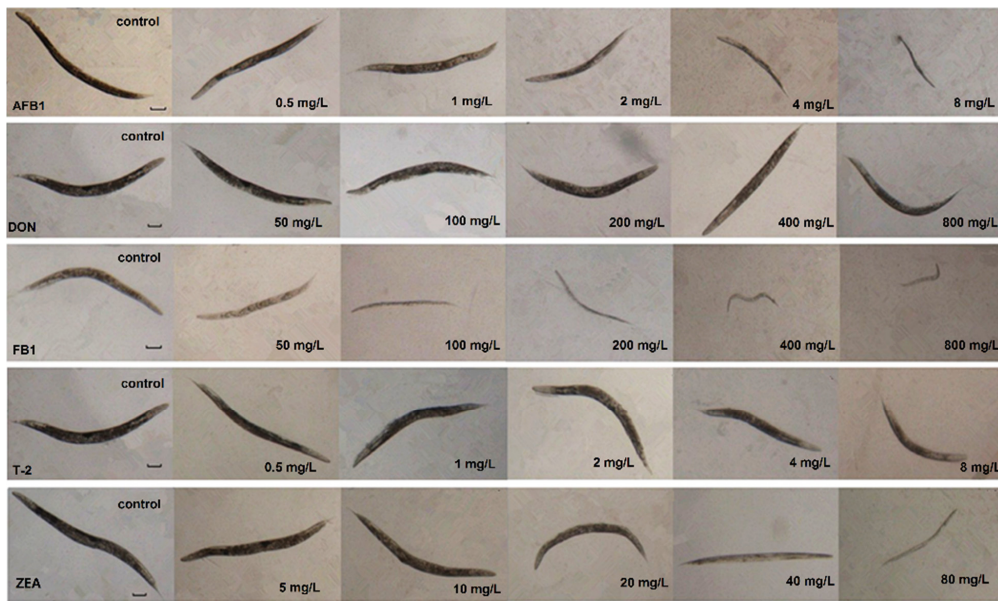 control
AFB1
0.5 mg/L
1 mg/L
2 mg/L
4 mg/L
8 mg/L
control
DON
50 mg/L
100 mg/L
200 mg/L
400 mg/L
800 mg/L
control
FB1
50 mg/L
100 mg/L
200 mg/L
400 mg/L
800 mg/L
control
T-2
0.5 mg/L
1 mg/L
2 mg/L
4 mg/L
8 mg/L
control
ZEA
5 mg/L
10 mg/L
20 mg/L
40 mg/L
80 mg/L